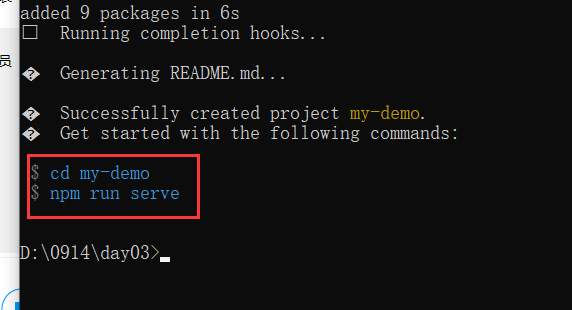 员
added 9 packages in 6s
Running completion hooks...
� Generating README.md...
� Successfully created project my-demo.
� Get started with the following commands:
$ cd my-demo
$ npm run serve
D:\0914\day03>